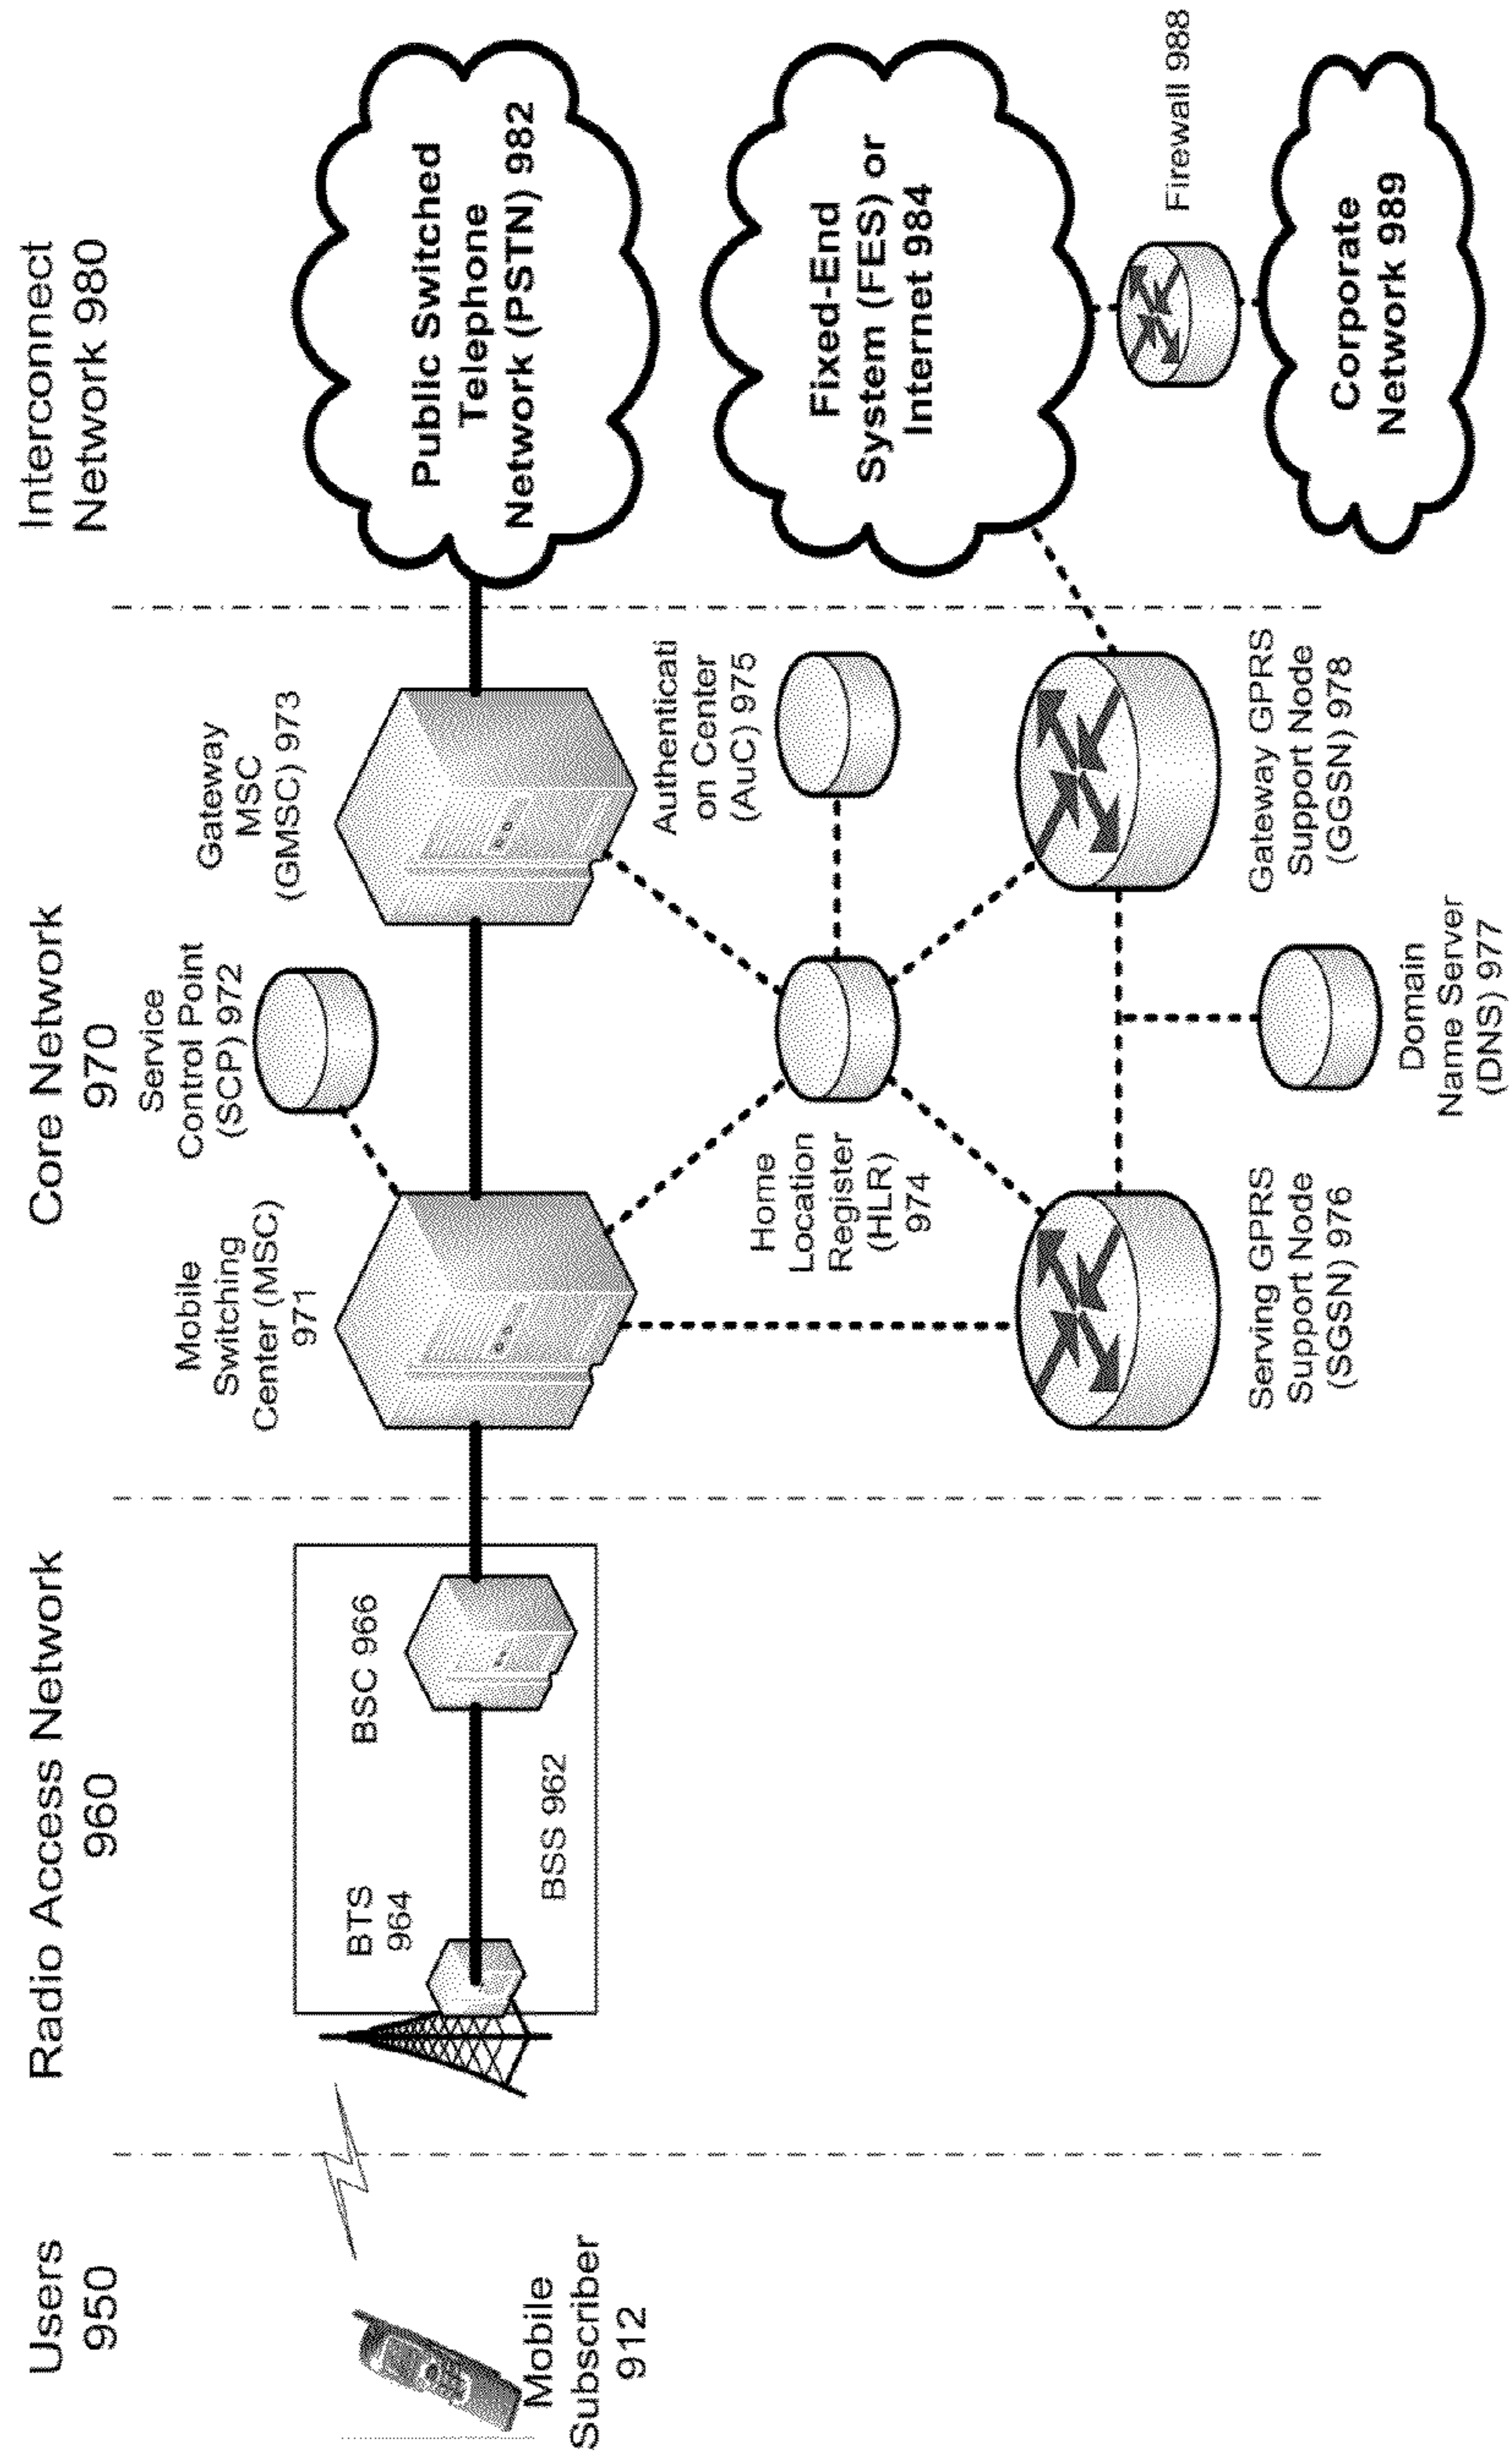 Users
950
Radio Access Network
960
Core Network
970
Interconnect
Network 980
Mobile
Subscriber
912
BTS
964
BSC 966
BSS 962
Mobile
Switching
Center (MSC)
971
Service
Control Point
(SCP) 972
Gateway
MSC
(GMSC) 973
Home
Location
Register
(HLR)
974
Authenticati
on Center
(AuC) 975
Serving GPRS
Support Node
(SGSN) 976
Domain
Name Server
(DNS) 977
Gateway GPRS
Support Node
(GGSN) 978
Public Switched
Telephone
Network (PSTN) 982
Fixed-End
System (FES) or
Internet 984
Firewall 988
Corporate
Network 989